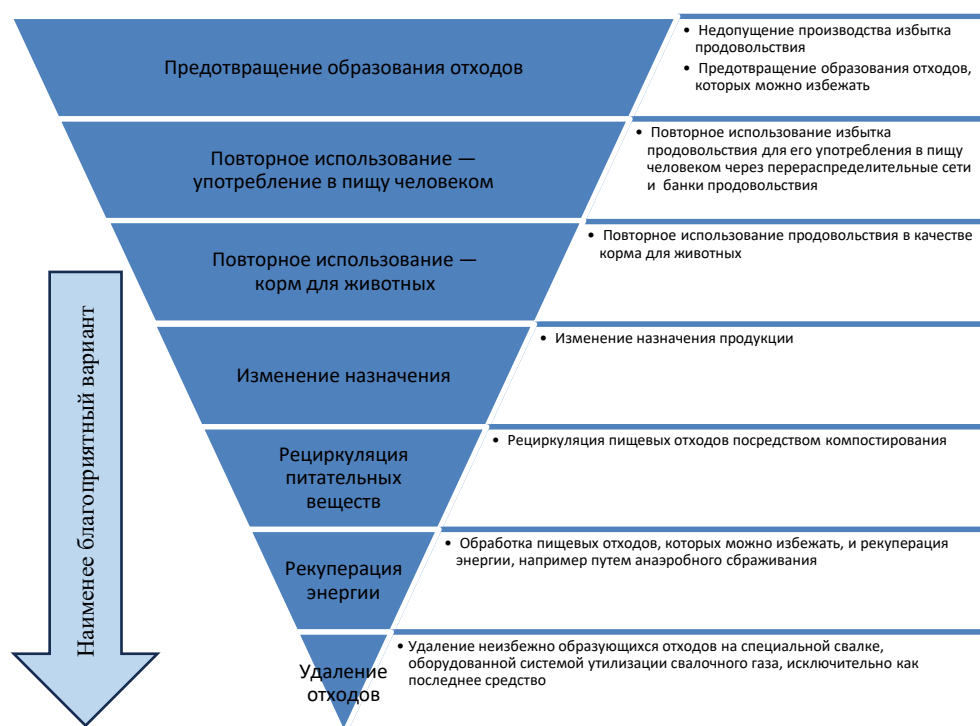 Предотвращение образования отходов
• Недопущение производства избытка
продовольствия
• Предотвращение образования отходов,
которых можно избежать
Повторное использование —
употребление в пищу человеком
• Повторное использование избытка
продовольствия для его употребления в пищу
человеком через перераспределительные сети
и банки продовольствия
Повторное использование —
корм для животных
• Повторное использование продовольствия в качестве
корма для животных
Изменение назначения
• Изменение назначения продукции
Рециркуляция
питательных
веществ
• Рециркуляция пищевых отходов посредством компостирования
Рекуперация
энергии
• Обработка пищевых отходов, которых можно избежать, и рекуперация
энергии, например путем анаэробного сбраживания
Удаление
отходов
• Удаление неизбежно образующихся отходов на специальной свалке,
оборудованной системой утилизации свалочного газа, исключительно как
последнее средство
Наименее благоприятный вариант